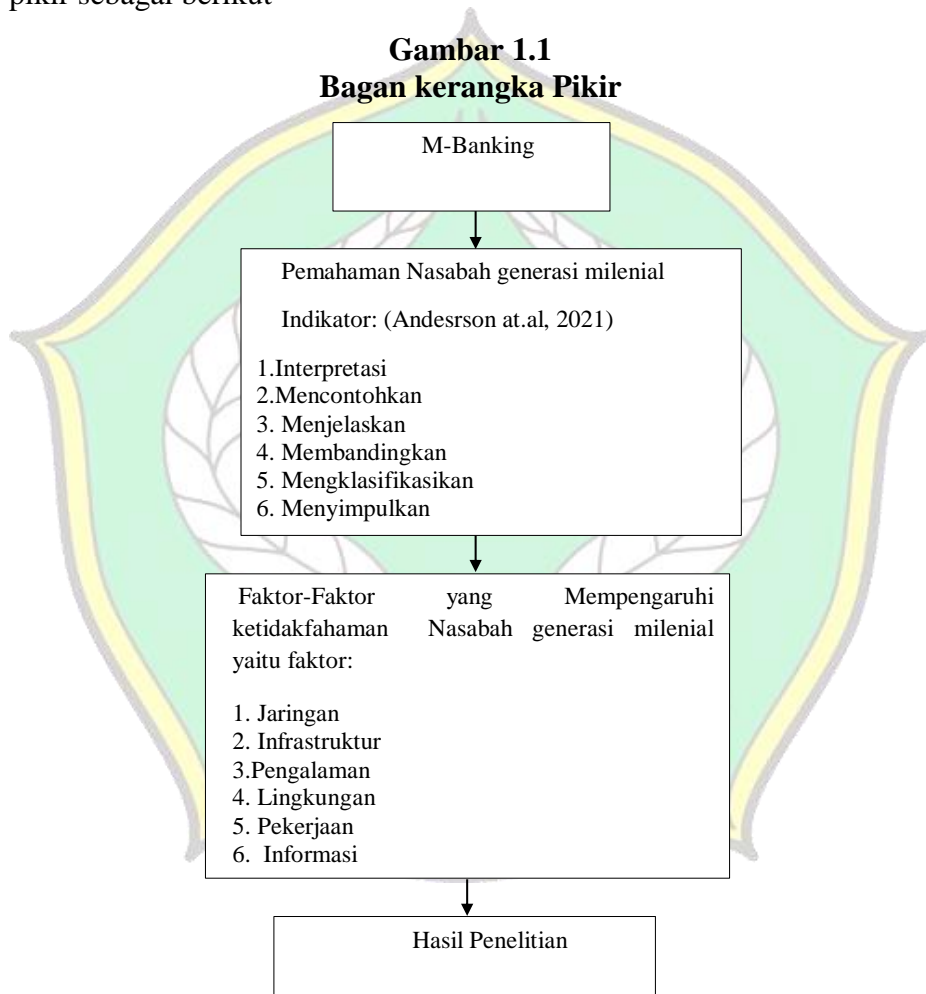 pikir sebagai berikut
Gambar 1.1
Bagan kerangka Pikir
M-Banking
Pemahaman Nasabah generasi milenial
Indikator: (Andesrson at.al, 2021)
1.Interpretasi
2.Mencontohkan
3. Menjelaskan
4. Membandingkan
5. Mengklasifikasikan
6. Menyimpulkan
Faktor-Faktor yang Mempengaruhi
ketidakfahaman Nasabah generasi milenial
yaitu faktor:
1. Jaringan
2. Infrastruktur
3.Pengalaman
4. Lingkungan
5. Pekerjaan
6. Informasi
Hasil Penelitian